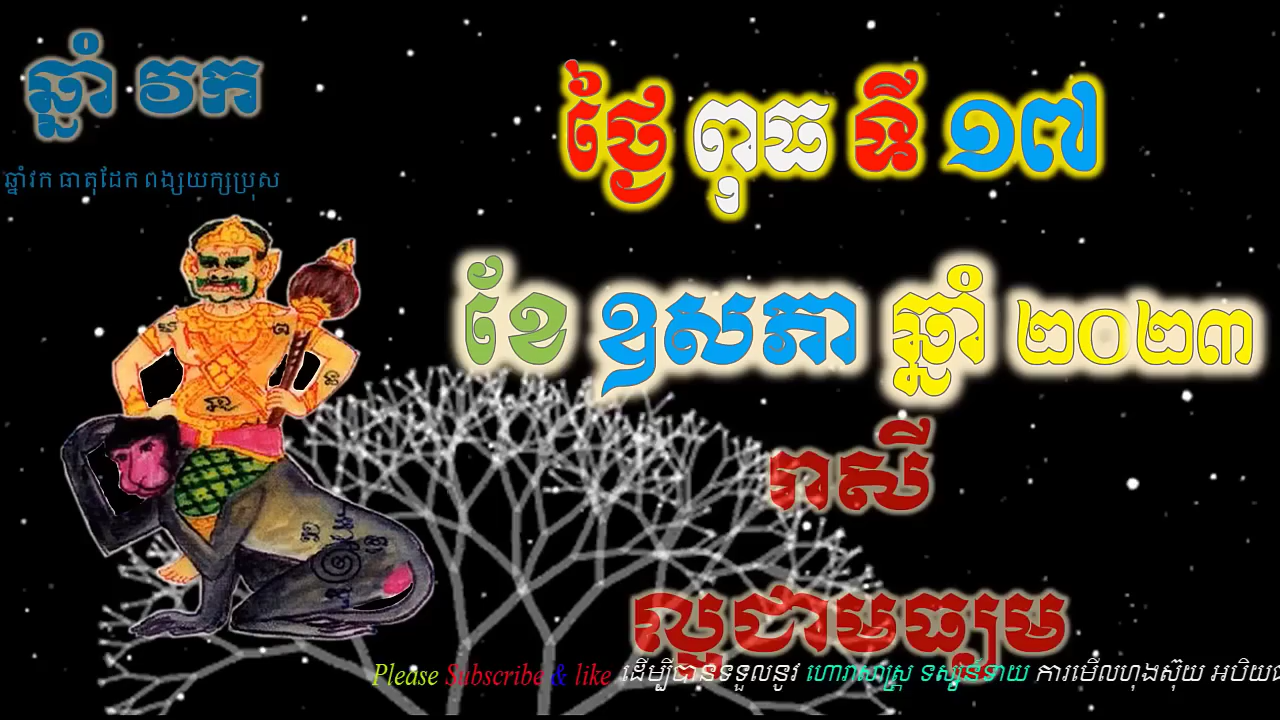 ឆ្នាំ វក
ឆ្នាំវក ធាតុដែក ពង្សយក្សប្រុស
ថ្ងៃ ពុធ ទី ១៧
ខែ ឧសភា ឆ្នាំ ២០២៣
រាសី
ល្អជាមធ្យម
Please Subscribe & like ដើម្បីបានទទួលនូវ ហោរាសាស្ត្រ ទស្សន៍ទាយ ការមើលហុងស៊ុយ